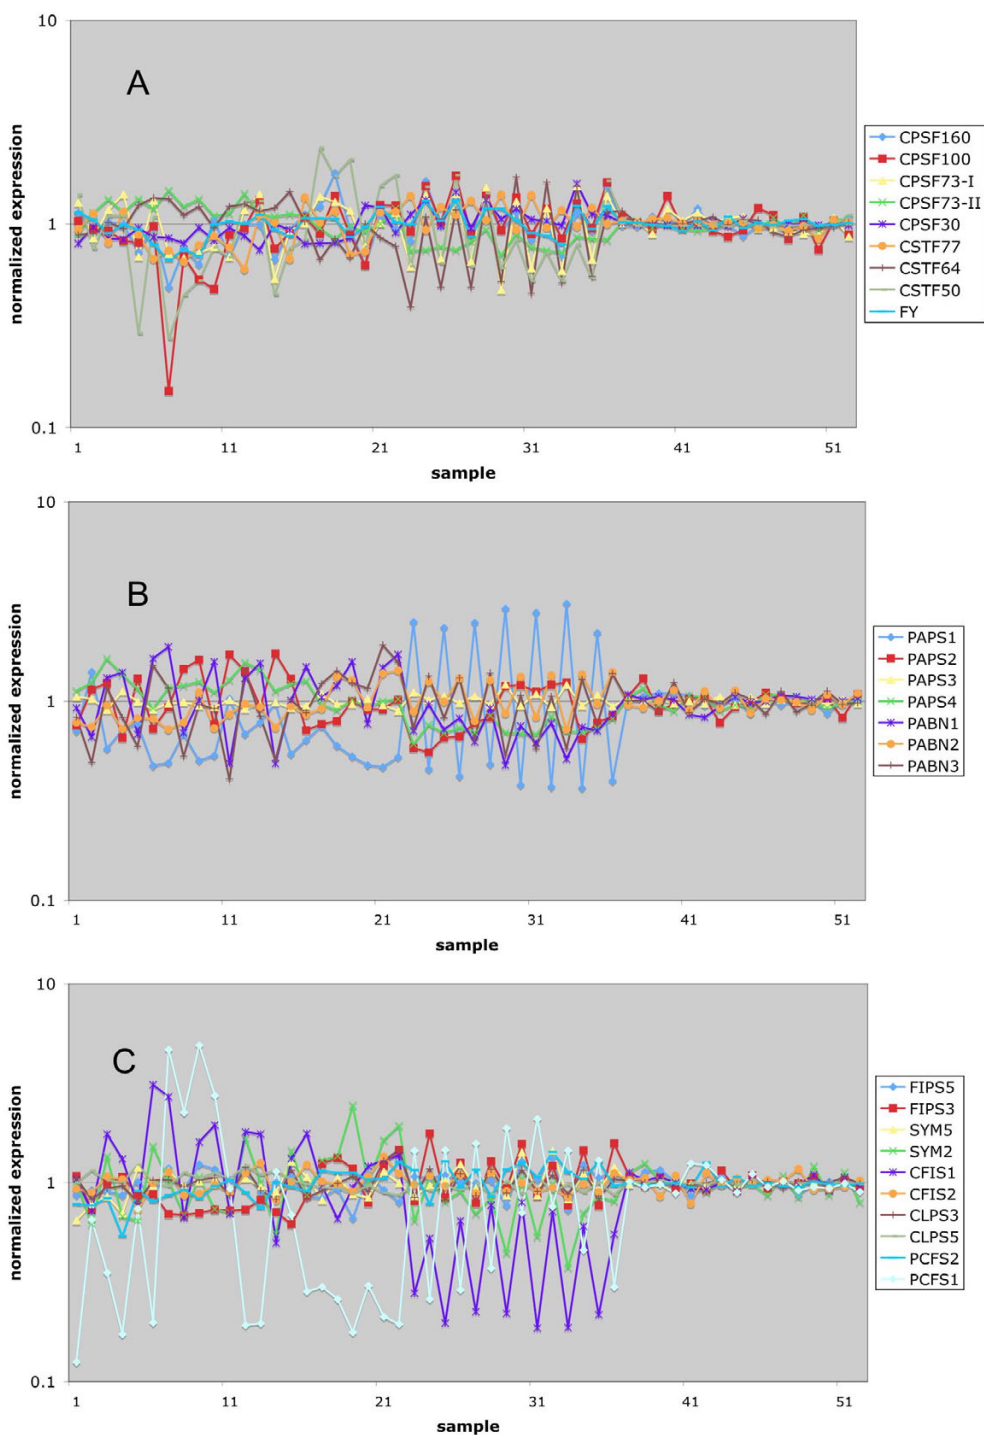 10
A
normalized expression
1
0.1
1 11 21 31 41 51
sample
CPSF160
CPSF100
CPSF73-I
CPSF73-II
CPSF30
CSTF77
CSTF64
CSTF50
FY
10
B
normalized expression
1
0.1
1 11 21 31 41 51
sample
PAPS1
PAPS2
PAPS3
PAPS4
PABN1
PABN2
PABN3
10
C
normalized expression
1
0.1
1 11 21 31 41 51
sample
FIPS5
FIPS3
SYM5
SYM2
CFIS1
CFIS2
CLPS3
CLPS5
PCFS2
PCFS1